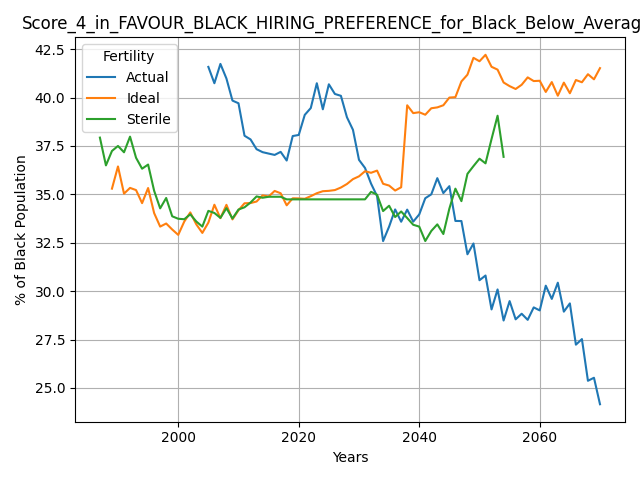 Score_4_in_FAVOUR_BLACK_HIRING_PREFERENCE_for_Black_Below_Averag
Fertility
Actual
Ideal
Sterile
% of Black Population
42.5
40.0
37.5
35.0
32.5
30.0
27.5
25.0
2000
2020
2040
2060
Years